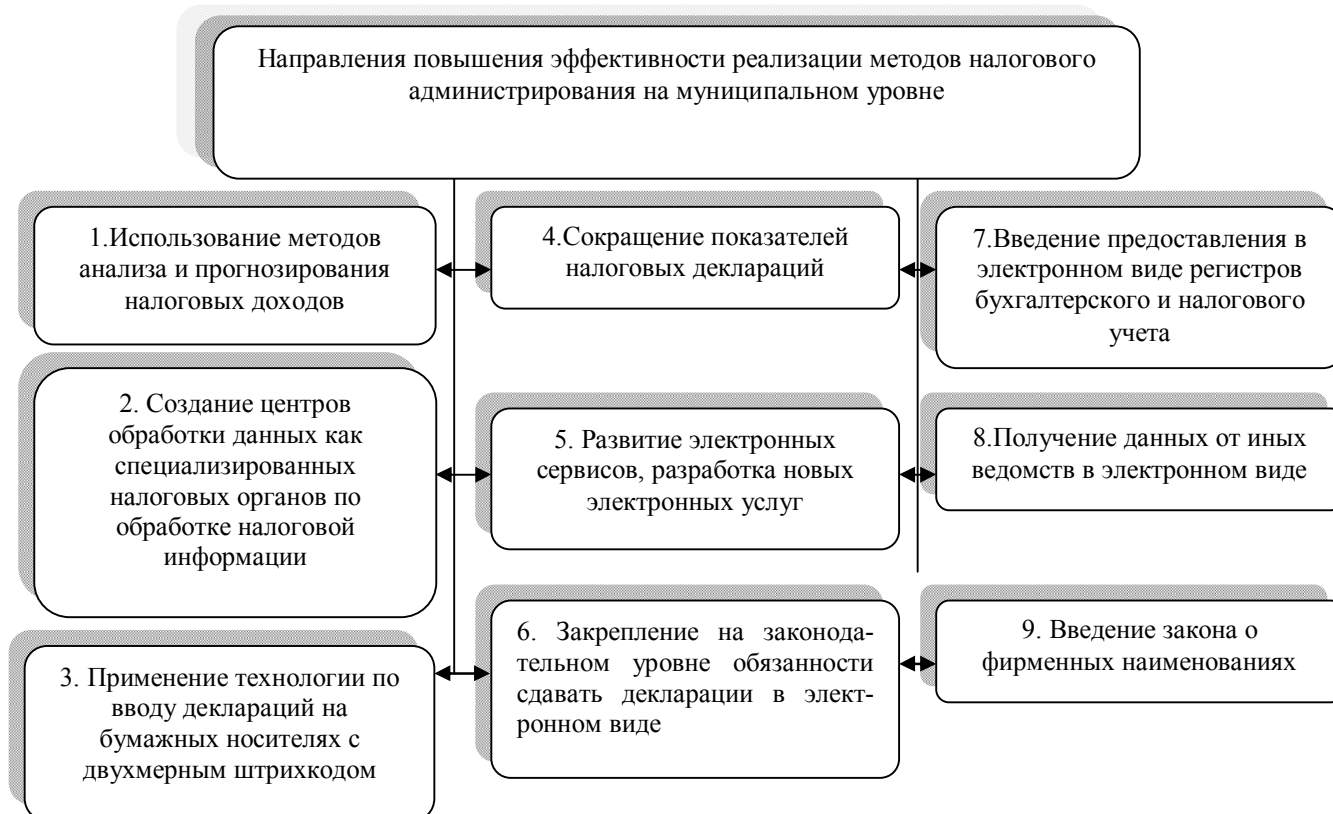 Направления повышения эффективности реализации методов налогового
администрирования на муниципальном уровне
1.Использование методов
анализа и прогнозирования
налоговых доходов
2. Создание центров
обработки данных как
специализированных
налоговых органов по
обработке налоговой
информации
3. Применение технологии по
вводу деклараций на
бумажных носителях с
двухмерным штрихкодом
4.Сокращение показателей
налоговых деклараций
5. Развитие электронных
сервисов, разработка новых
электронных услуг
6. Закрепление на законода-
тельном уровне обязанности
сдавать декларации в элект-
ронном виде
7.Введение предоставления в
электронном виде регистров
бухгалтерского и налогового
учета
8.Получение данных от иных
ведомств в электронном виде
9. Введение закона о
фирменных наименованиях